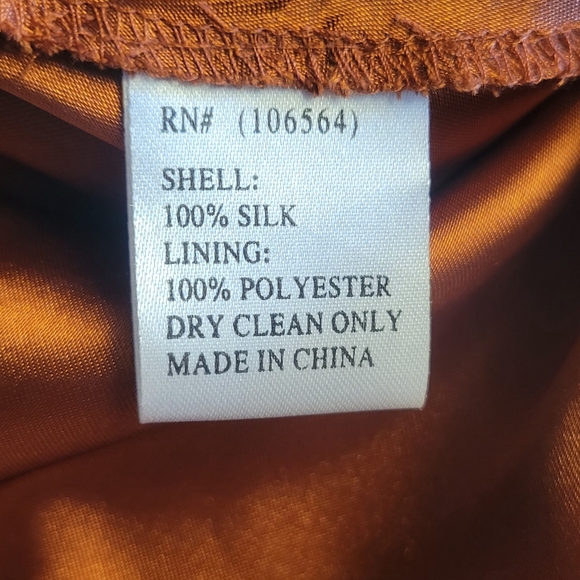 RN# (106564)
SHELL:
100% SILK
LINING:
100% POLYESTER
DRY CLEAN ONLY
MADE IN CHINA